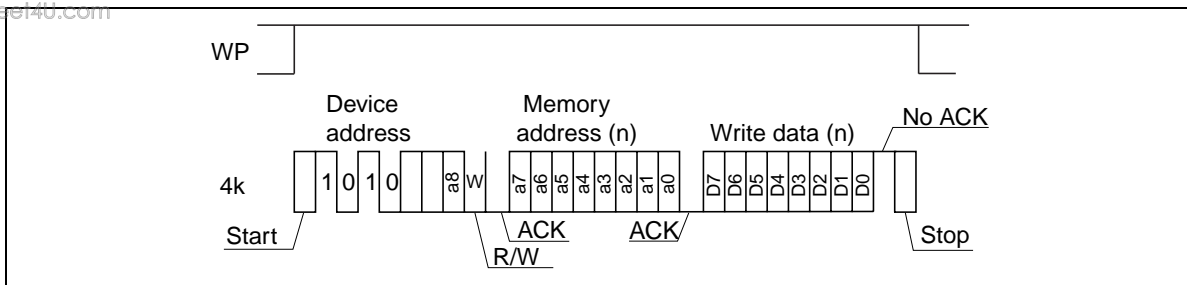 eet4U.com
WP
Device
address
Memory
address (n)
Write data (n)
No ACK
4k
1 0 1 0 a8 W a7 a6 a5 a4 a3 a2 a1 a0 D7 D6 D5 D4 D3 D2 D1 D0
Start
ACK
ACK
Stop
R/W